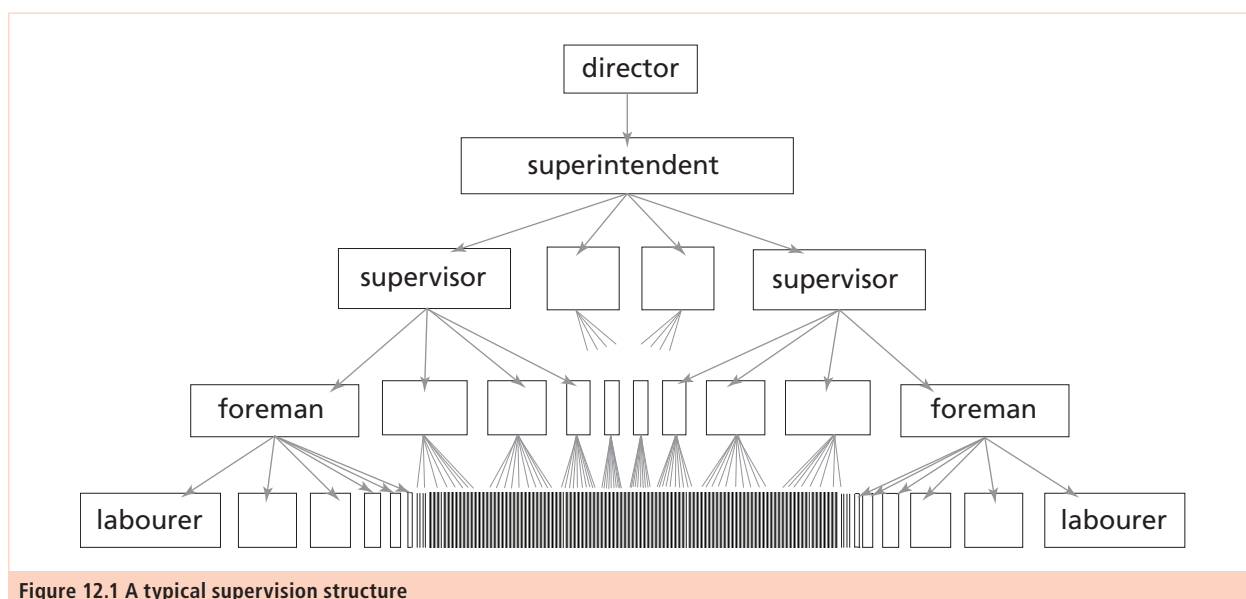 director
superintendent
supervisor
supervisor
foreman
foreman
labourer
labourer
Figure 12.1 A typical supervision structure